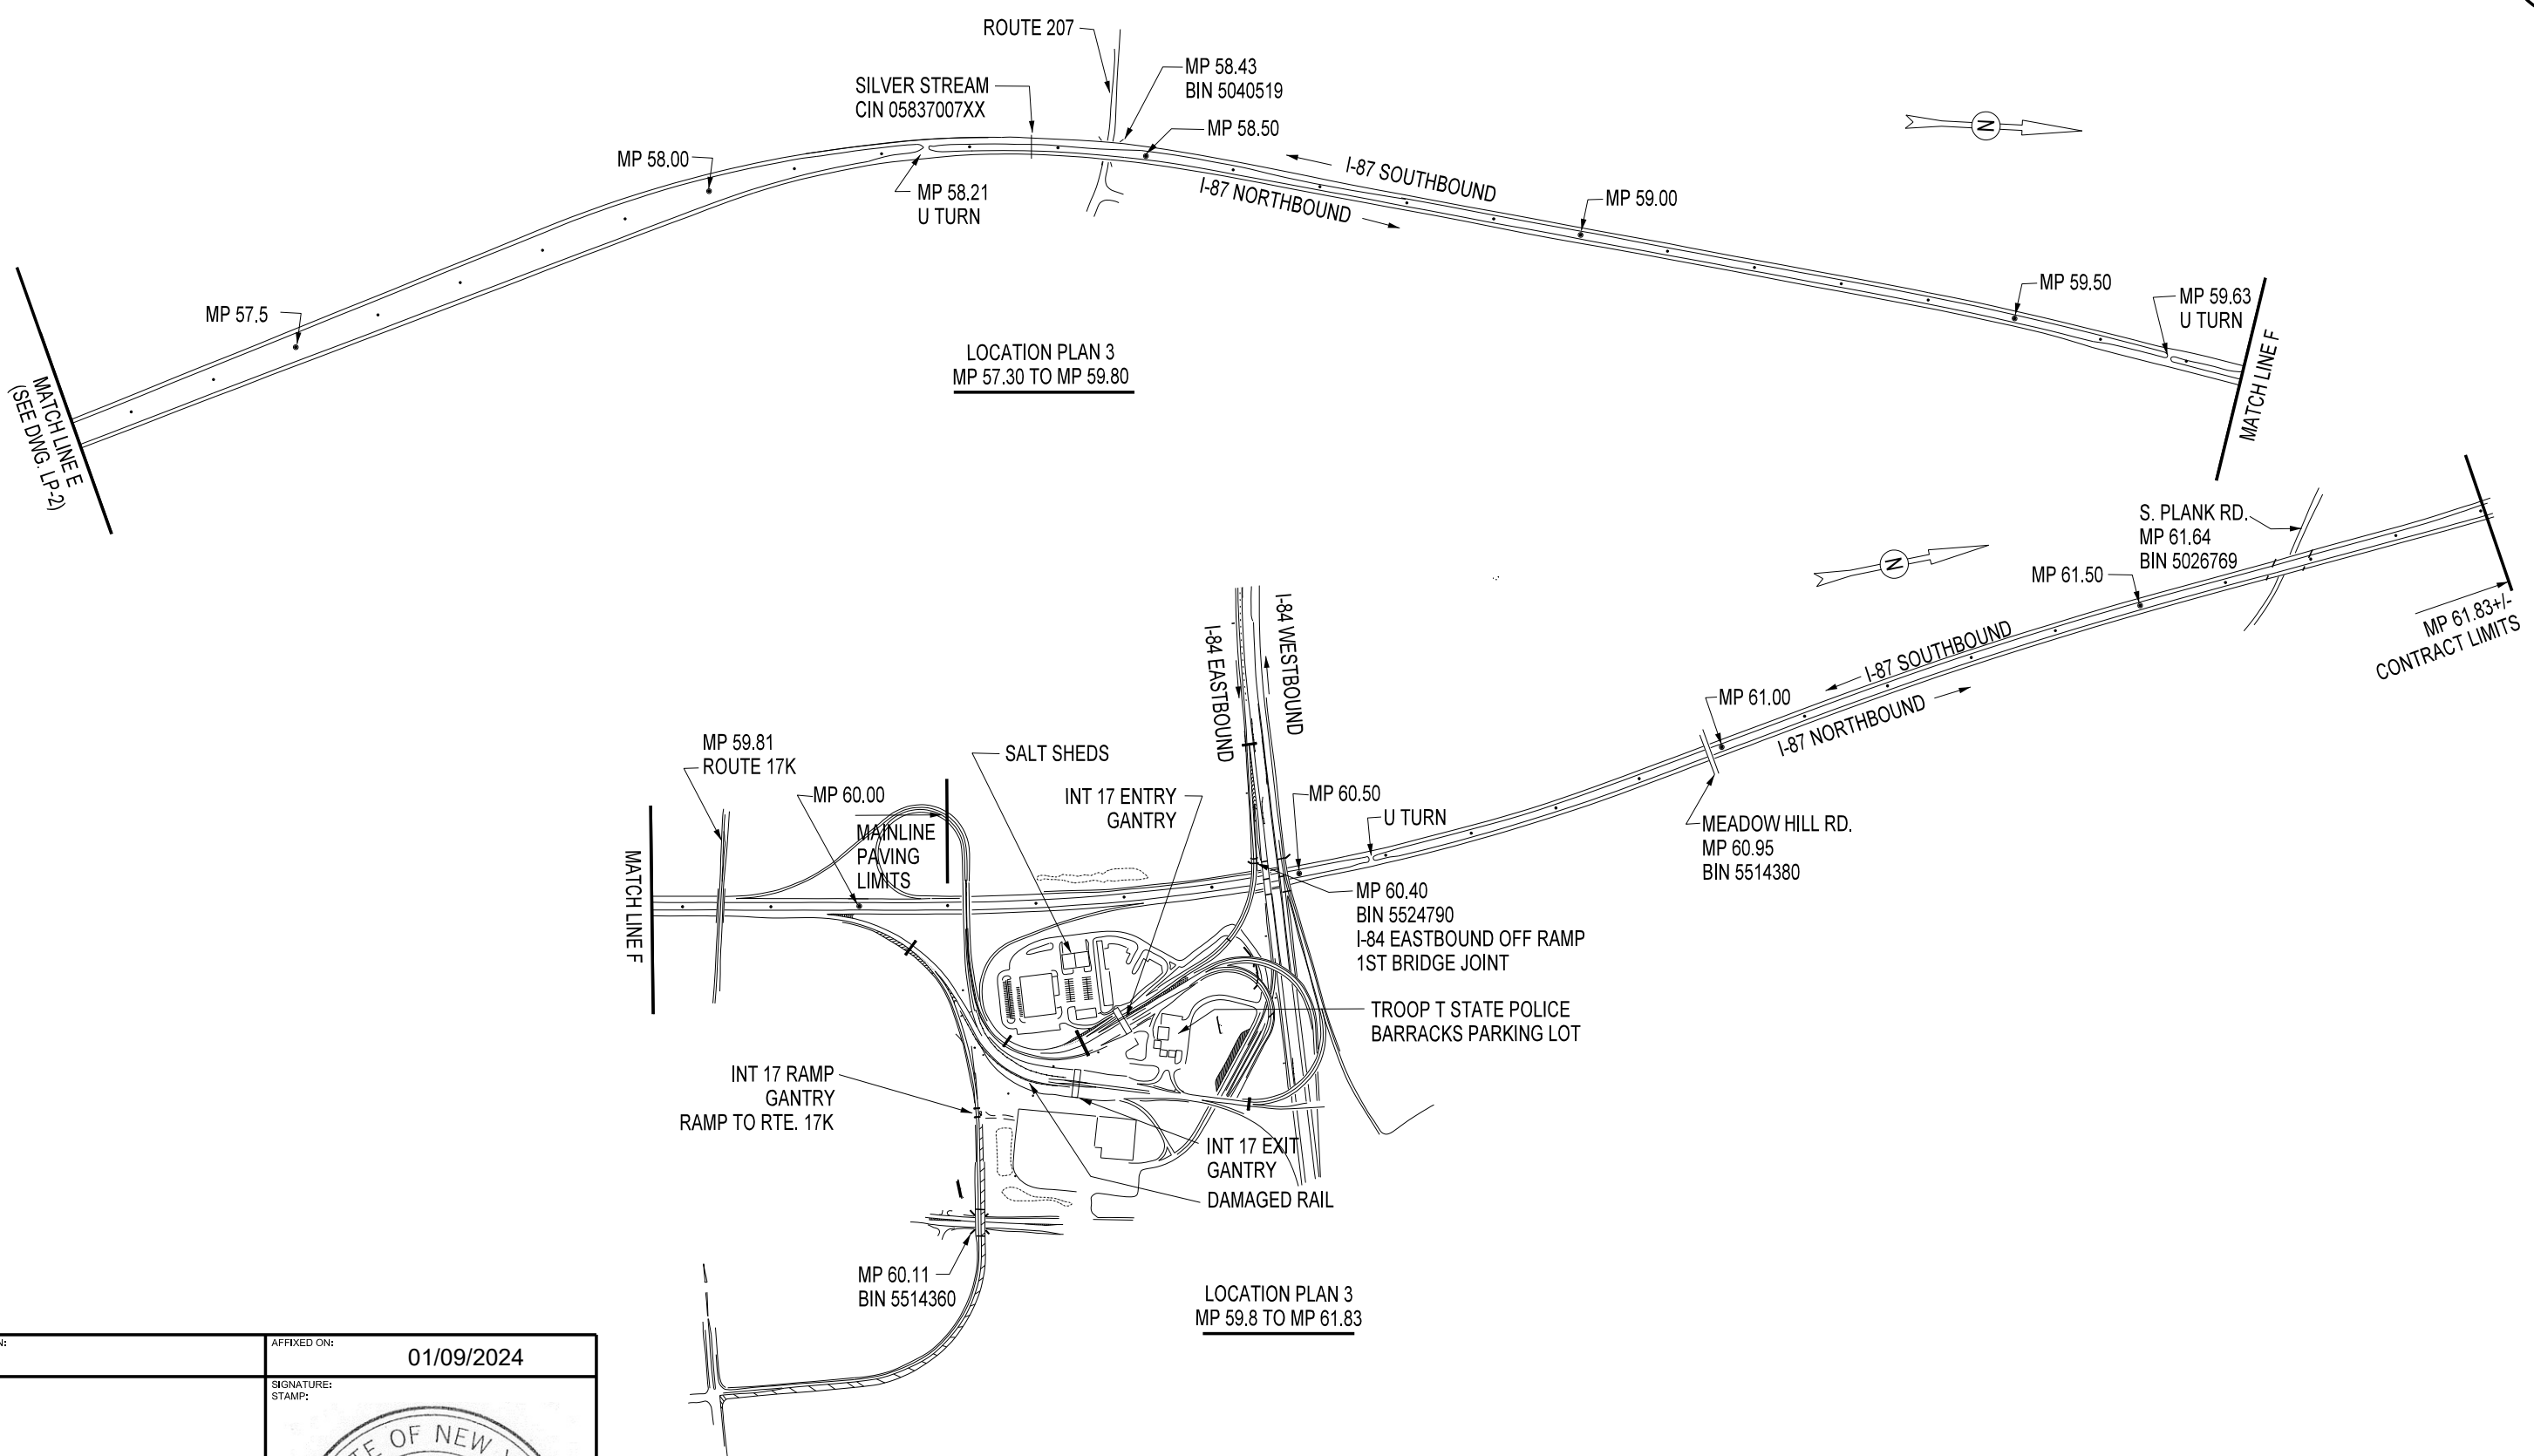 ROUTE 207
MP 58.43
BIN 5040519
SILVER STREAM
CIN 05837007XX
MP 58.50
MP 58.00
MP 58.21
U TURN
I-87 SOUTHBOUND
I-87 NORTHBOUND
MP 59.00
N
MP 59.50
MP 59.63
U TURN
MP 57.5
MATCH LINE E
(SEE DWG. LP-2)
MATCH LINE F
LOCATION PLAN 3
MP 57.30 TO MP 59.80
S. PLANK RD.
MP 61.64
BIN 5026769
MP 61.50
N
MP 61.83+/-
CONTRACT LIMITS
I-87 SOUTHBOUND
I-87 NORTHBOUND
MP 61.00
I-84 EASTBOUND
I-84 WESTBOUND
MP 59.81
ROUTE 17K
SALT SHEDS
MP 60.00
INT 17 ENTRY
GANTRY
MP 60.50
U TURN
MAINLINE
PAVING
LIMITS
MEADOW HILL RD.
MP 60.95
BIN 5514380
MATCH LINE F
MP 60.40
BIN 5524790
I-84 EASTBOUND OFF RAMP
1ST BRIDGE JOINT
TROOP T STATE POLICE
BARRACKS PARKING LOT
INT 17 RAMP
GANTRY
RAMP TO RTE. 17K
INT 17 EXIT
GANTRY
DAMAGED RAIL
MP 60.11
BIN 5514360
LOCATION PLAN 3
MP 59.8 TO MP 61.83
N:
AFFIXED ON:
01/09/2024
SIGNATURE:
STAMP:
OF NEW